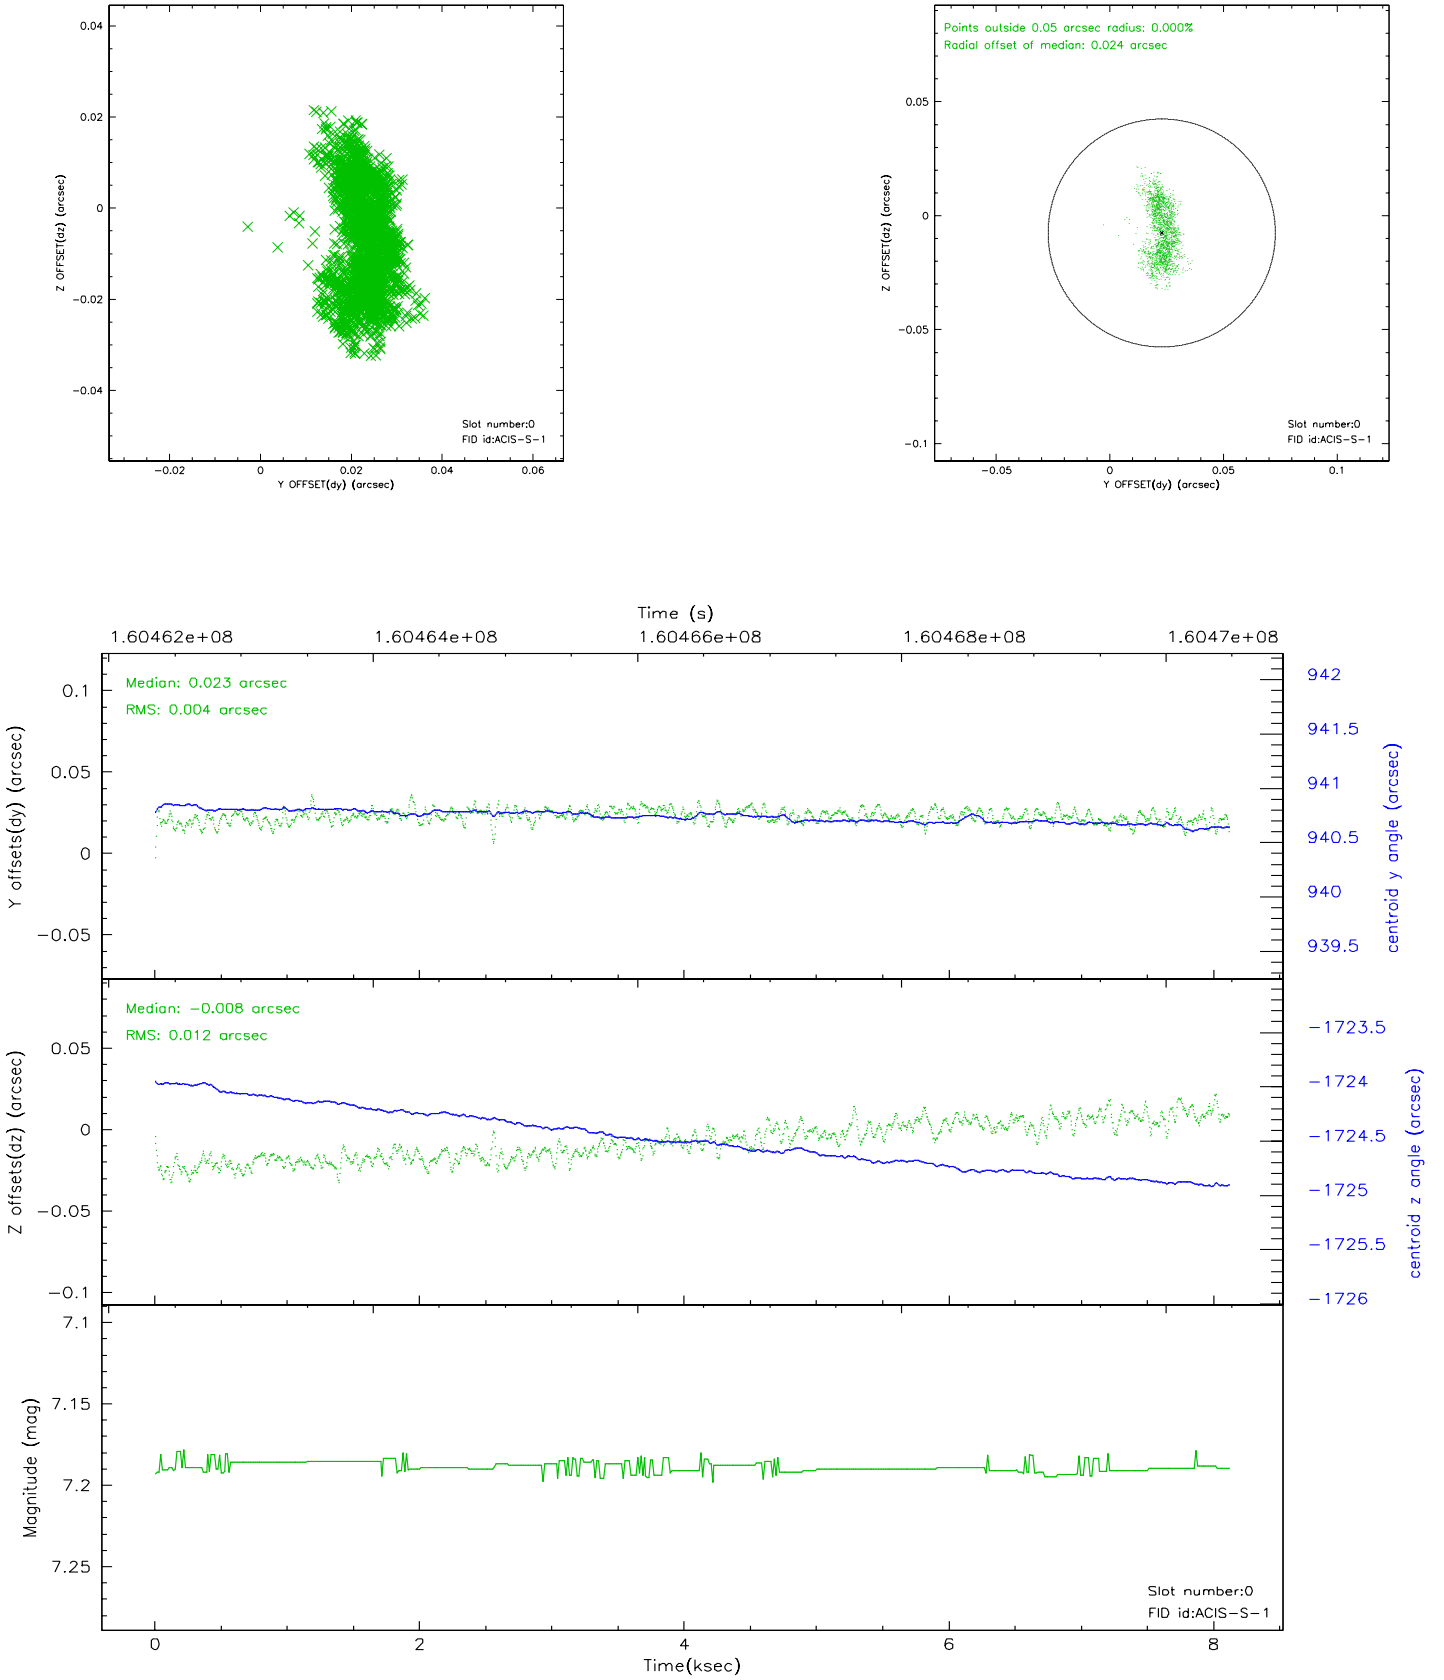 0.04
0.02
0
−0.02
−0.04
Z OFFSET(dz) (arcsec)
Slot number:0
FID id:ACIS−S−1
−0.02 0 0.02 0.04 0.06
Y OFFSET(dy) (arcsec)
Points outside 0.05 arcsec radius: 0.000%
Radial offset of median: 0.024 arcsec
0.05
0
−0.05
−0.1
Z OFFSET(dz) (arcsec)
Slot number:0
FID id:ACIS−S−1
−0.05 0 0.05 0.1
Y OFFSET(dy) (arcsec)
Time (s)
1.60462e+08 1.60464e+08 1.60466e+08 1.60468e+08 1.6047e+08
Median: 0.023 arcsec
RMS: 0.004 arcsec
0.1
0.05
0
−0.05
Y offsets(dy) (arcsec)
942
941.5
941
940.5
940
939.5
centroid y angle (arcsec)
Median: −0.008 arcsec
RMS: 0.012 arcsec
0.05
0
−0.05
−0.1
Z offsets(dz) (arcsec)
−1723.5
−1724
−1724.5
−1725
−1725.5
−1726
centroid z angle (arcsec)
7.1
7.15
7.2
7.25
Magnitude (mag)
Slot number:0
FID id:ACIS−S−1
0 2 4 6 8
Time(ksec)